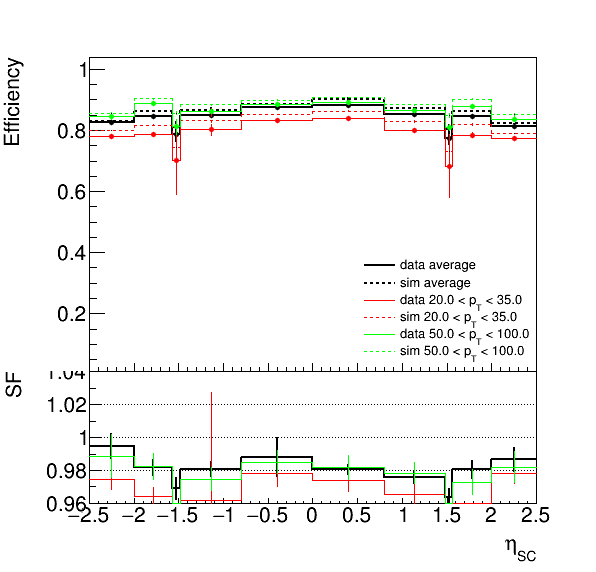 Efficiency
1
0.8
0.6
0.4
0.2
data average
sim average
data 20.0 < p_T < 35.0
sim 20.0 < p_T < 35.0
data 50.0 < p_T < 100.0
sim 50.0 < p_T < 100.0
SF
1.04
1.02
1
0.98
0.96
−2.5 −2 −1.5 −1 −0.5 0 0.5 1 1.5 2 2.5
η_SC